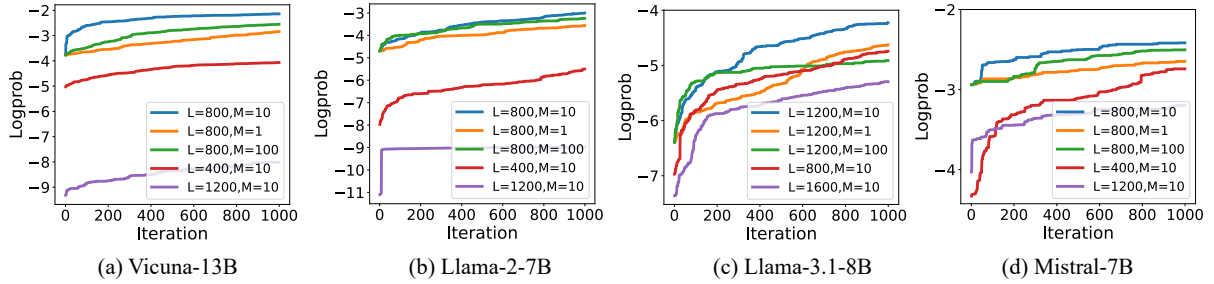 −2
−3
−4
−5
−6
−7
−8
−9
Logprob
L=800,M=10
L=800,M=1
L=800,M=100
L=400,M=10
L=1200,M=10
0 200 400 600 800 1000
Iteration
(a) Vicuna-13B
−3
−4
−5
−6
−7
−8
−9
−10
−11
Logprob
L=800,M=10
L=800,M=1
L=800,M=100
L=400,M=10
L=1200,M=10
0 200 400 600 800 1000
Iteration
(b) Llama-2-7B
−4
−5
−6
−7
Logprob
L=1200,M=10
L=1200,M=1
L=1200,M=100
L=800,M=10
L=1600,M=10
0 200 400 600 800 1000
Iteration
(c) Llama-3.1-8B
−2
−3
−4
Logprob
L=800,M=10
L=800,M=1
L=800,M=100
L=400,M=10
L=1200,M=10
0 200 400 600 800 1000
Iteration
(d) Mistral-7B